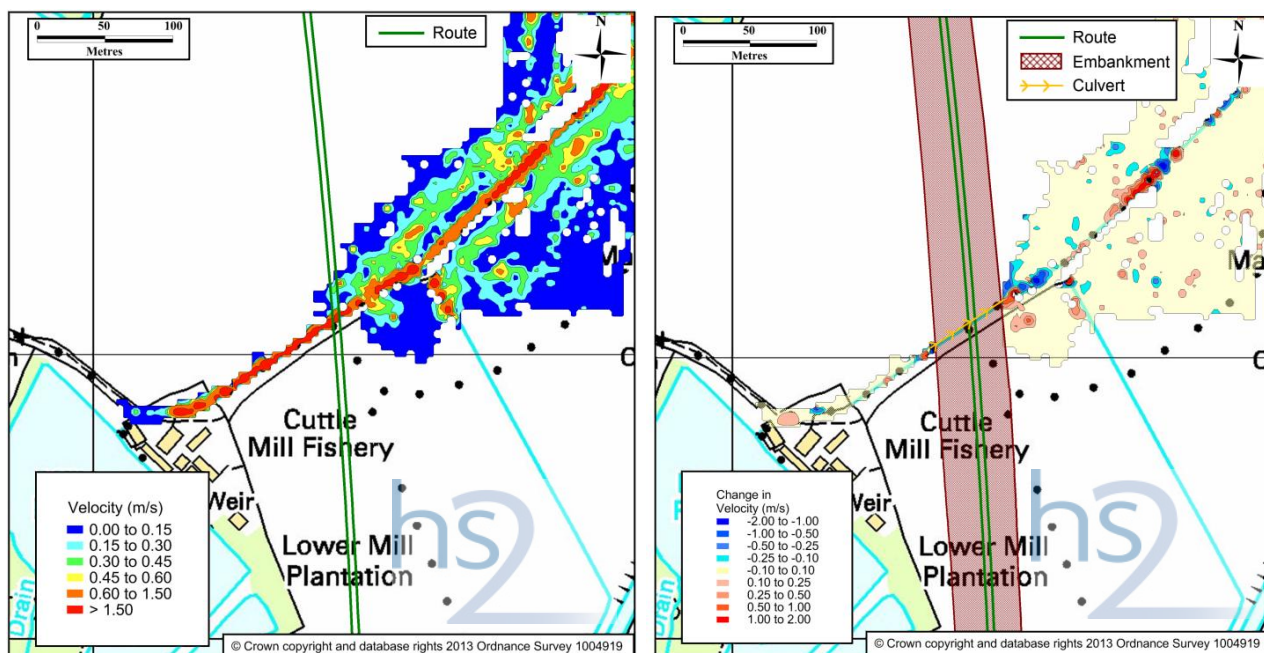 0 50 100
Metres
Route
N
Ma
C
Cuttle
Mill Fishery
Weir
Lower Mill
Plantation
Drain
hs2
Velocity (m/s)
0.00 to 0.15
0.15 to 0.30
0.30 to 0.45
0.45 to 0.60
0.60 to 1.50
> 1.50
© Crown copyright and database rights 2013 Ordnance Survey 1004919
0 50 100
Metres
Route
Embankment
Culvert
N
Ma
C
Cuttle
Mill Fishery
Weir
Lower Mill
Plantation
Drain
hs2
Change in
Velocity (m/s)
-2.00 to -1.00
-1.00 to -0.50
-0.50 to -0.25
-0.25 to -0.10
-0.10 to 0.10
0.10 to 0.25
0.25 to 0.50
0.50 to 1.00
1.00 to 2.00
© Crown copyright and database rights 2013 Ordnance Survey 1004919